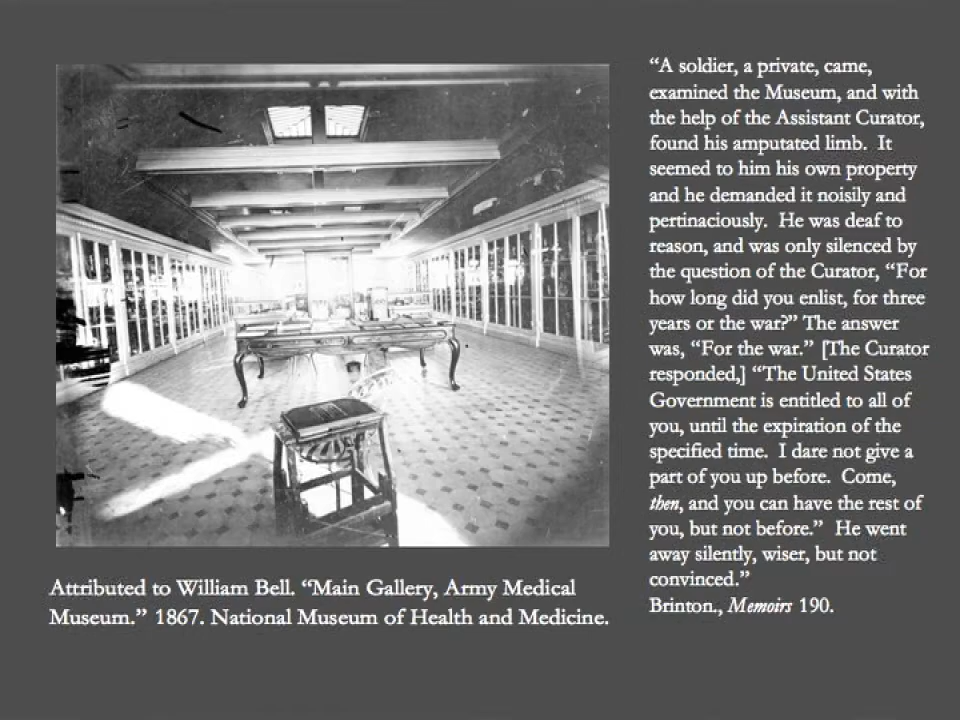 “A soldier, a private, came,
examined the Museum, and with
the help of the Assistant Curator,
found his amputated limb.  It
seemed to him his own property
and he demanded it noisily and
pertinaciously.  He was deaf to
reason, and was only silenced by
the question of the Curator, “For
how long did you enlist, for three
years or the war?” The answer
was, “For the war.” [The Curator
responded,] “The United States
Government is entitled to all of
you, until the expiration of the
specified time.  I dare not give a
part of you up before.  Come,
then, and you can have the rest of
you, but not before.”  He went
away silently, wiser, but not
convinced.”
Brinton., Memoirs 190.
Attributed to William Bell. “Main Gallery, Army Medical
Museum.” 1867. National Museum of Health and Medicine.